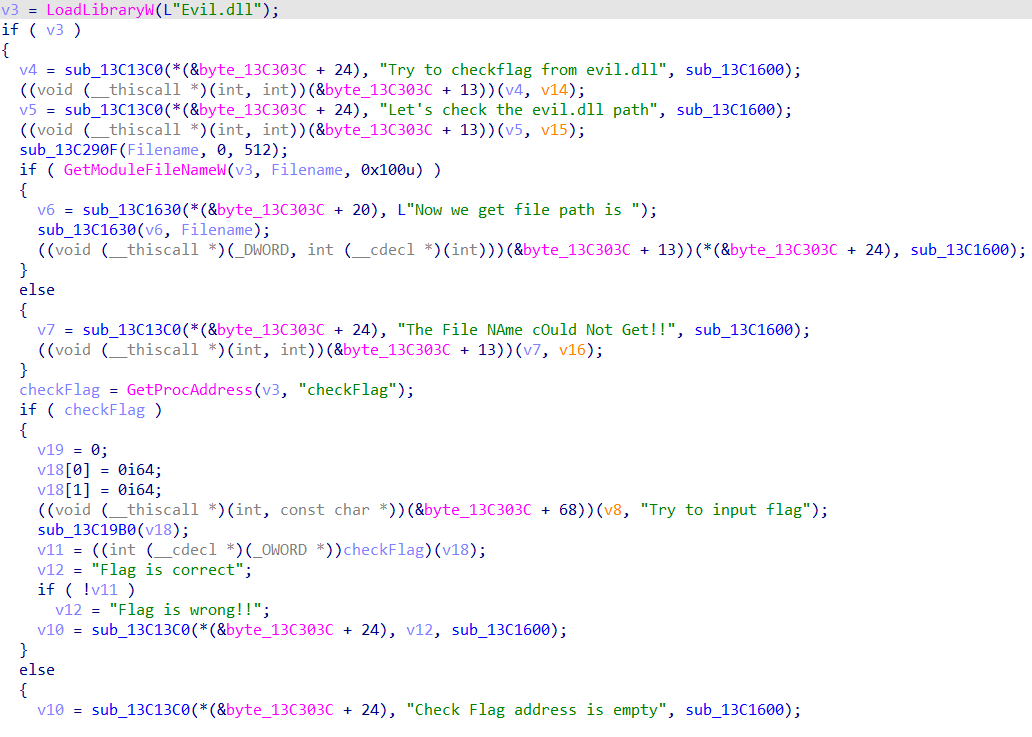 v3 = LoadLibraryW(L"Evil.dll");
if ( v3 )
{
  v4 = sub_13C13C0(*(&byte_13C303C + 24), "Try to checkflag from evil.dll", sub_13C1600);
  ((void (__thiscall *)(int, int))(&byte_13C303C + 13))(v4, v14);
  v5 = sub_13C13C0(*(&byte_13C303C + 24), "Let's check the evil.dll path", sub_13C1600);
  ((void (__thiscall *)(int, int))(&byte_13C303C + 13))(v5, v15);
  sub_13C290F(Filename, 0, 512);
  if ( GetModuleFileNameW(v3, Filename, 0x100u) )
  {
    v6 = sub_13C1630(*(&byte_13C303C + 20), L"Now we get file path is ");
    sub_13C1630(v6, Filename);
    ((void (__thiscall *)(_DWORD, int (__cdecl *)(int)))(&byte_13C303C + 13))(*(&byte_13C303C + 24), sub_13C1600);
  }
  else
  {
    v7 = sub_13C13C0(*(&byte_13C303C + 24), "The File NAme cOuld Not Get!!", sub_13C1600);
    ((void (__thiscall *)(int, int))(&byte_13C303C + 13))(v7, v16);
  }
  checkFlag = GetProcAddress(v3, "checkFlag");
  if ( checkFlag )
  {
    v19 = 0;
    v18[0] = 0i64;
    v18[1] = 0i64;
    ((void (__thiscall *)(int, const char *))(&byte_13C303C + 68))(v8, "Try to input flag");
    sub_13C19B0(v18);
    v11 = ((int (__cdecl *)(_OWORD *))checkFlag)(v18);
    v12 = "Flag is correct";
    if ( !v11 )
      v12 = "Flag is wrong!!";
    v10 = sub_13C13C0(*(&byte_13C303C + 24), v12, sub_13C1600);
  }
  else
  {
    v10 = sub_13C13C0(*(&byte_13C303C + 24), "Check Flag address is empty", sub_13C1600);